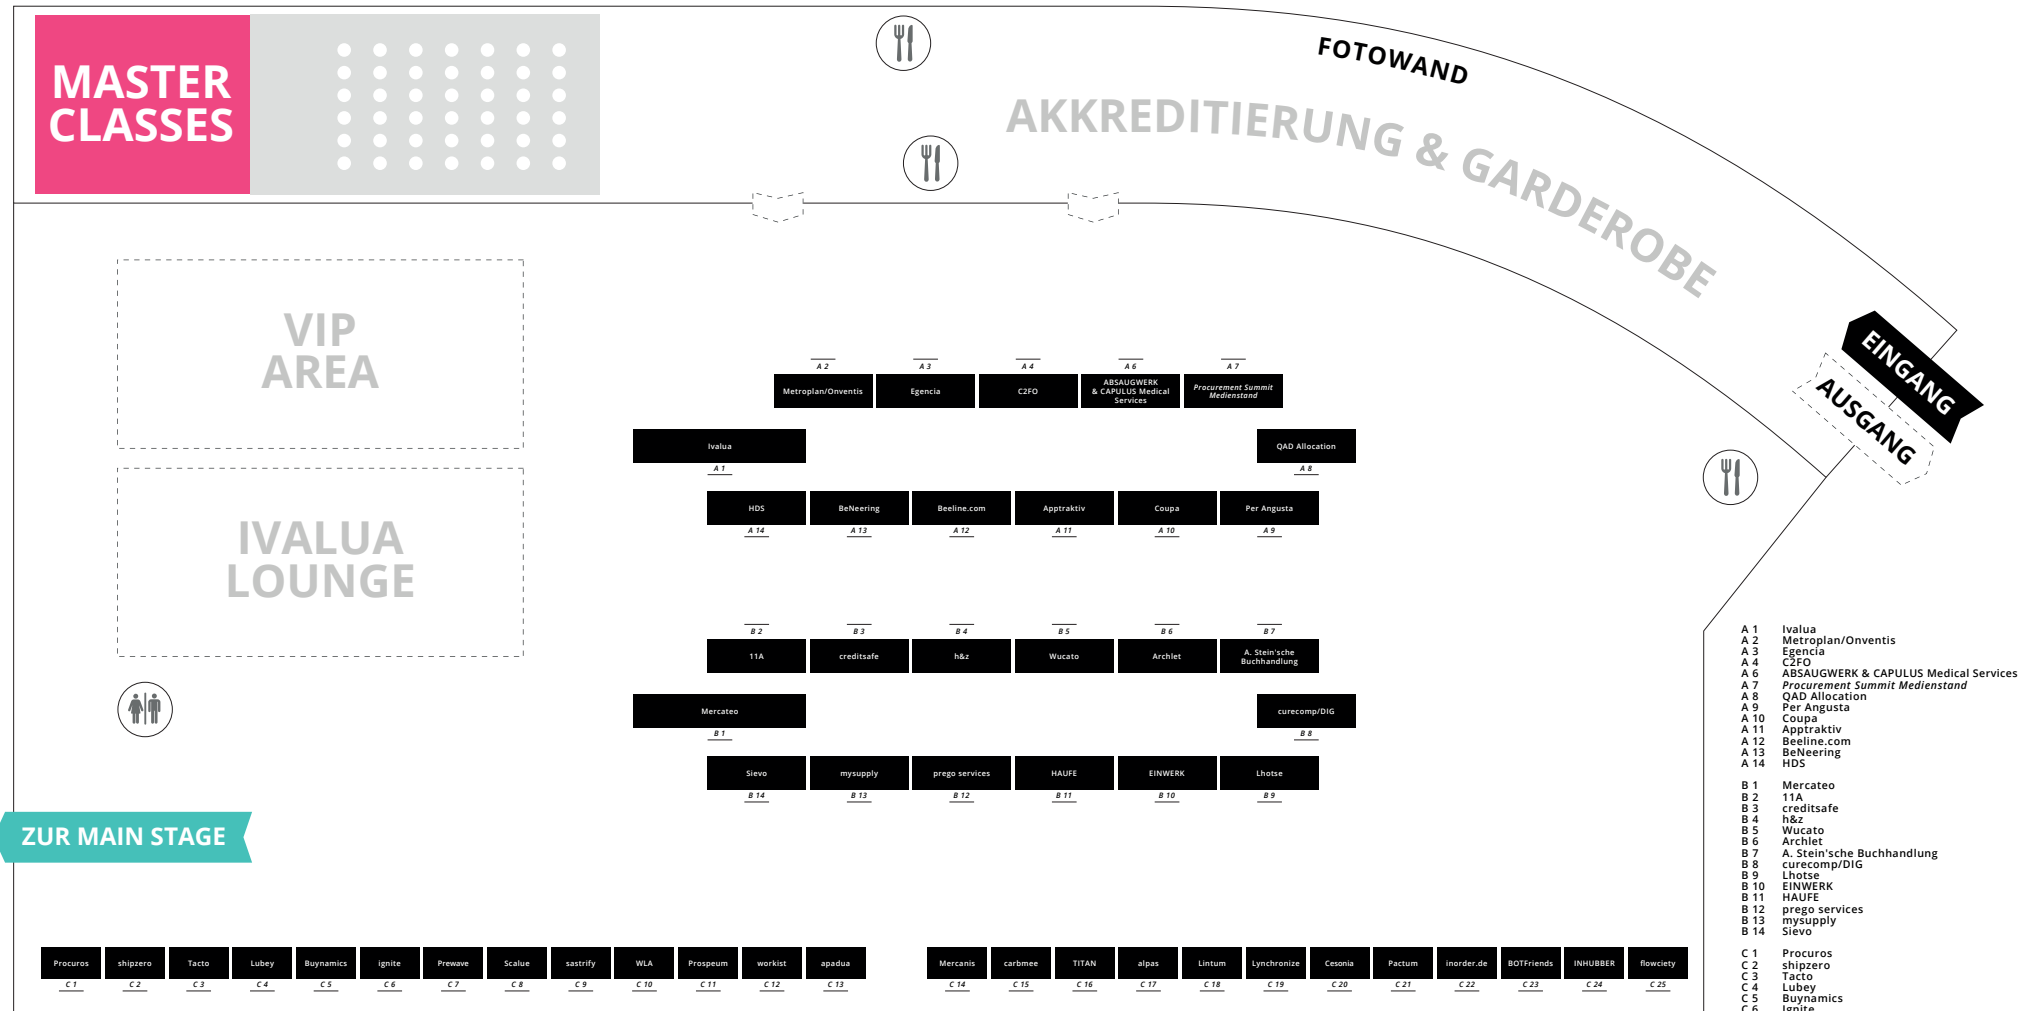 MASTER
CLASSES
FOTOWAND
AKKREDITIERUNG & GARDEROBE
EINGANG
AUSGANG
VIP
AREA
IVALUA
LOUNGE
A 2
A 3
A 4
A 6
A 7
Metroplan/Onventis
Egencia
C2FO
ABSAUGWERK
& CAPULUS Medical
Services
Procurement Summit
Medienstand
Ivalua
A 1
QAD Allocation
A 8
HDS
BeNeering
Beeline.com
Apptraktiv
Coupa
Per Angusta
A 14
A 13
A 12
A 11
A 10
A 9
B 2
B 3
B 4
B 5
B 6
B 7
11A
creditsafe
h&z
Wucato
Archlet
A. Stein'sche
Buchhandlung
Mercateo
B 1
curecomp/DIG
B 8
Sievo
mysupply
prego services
HAUFE
EINWERK
Lhotse
B 14
B 13
B 12
B 11
B 10
B 9
ZUR MAIN STAGE
Procuros
shipzero
Tacto
Lubey
Buynamics
ignite
Prewave
Scalue
sastrify
WLA
Prospeum
workist
apadua
Mercanis
carbmee
TITAN
alpas
Lintum
Lynchronize
Cesonia
Pactum
inorder.de
BOTFriends
INHUBBER
flowciety
C 1
C 2
C 3
C 4
C 5
C 6
C 7
C 8
C 9
C 10
C 11
C 12
C 13
C 14
C 15
C 16
C 17
C 18
C 19
C 20
C 21
C 22
C 23
C 24
C 25
A 1 Ivalua
A 2 Metroplan/Onventis
A 3 Egencia
A 4 C2FO
A 6 ABSAUGWERK & CAPULUS Medical Services
A 7 Procurement Summit Medienstand
A 8 QAD Allocation
A 9 Per Angusta
A 10 Coupa
A 11 Apptraktiv
A 12 Beeline.com
A 13 BeNeering
A 14 HDS
B 1 Mercateo
B 2 11A
B 3 creditsafe
B 4 h&z
B 5 Wucato
B 6 Archlet
B 7 A. Stein'sche Buchhandlung
B 8 curecomp/DIG
B 9 Lhotse
B 10 EINWERK
B 11 HAUFE
B 12 prego services
B 13 mysupply
B 14 Sievo
C 1 Procuros
C 2 shipzero
C 3 Tacto
C 4 Lubey
C 5 Buynamics
C 6 Ignite